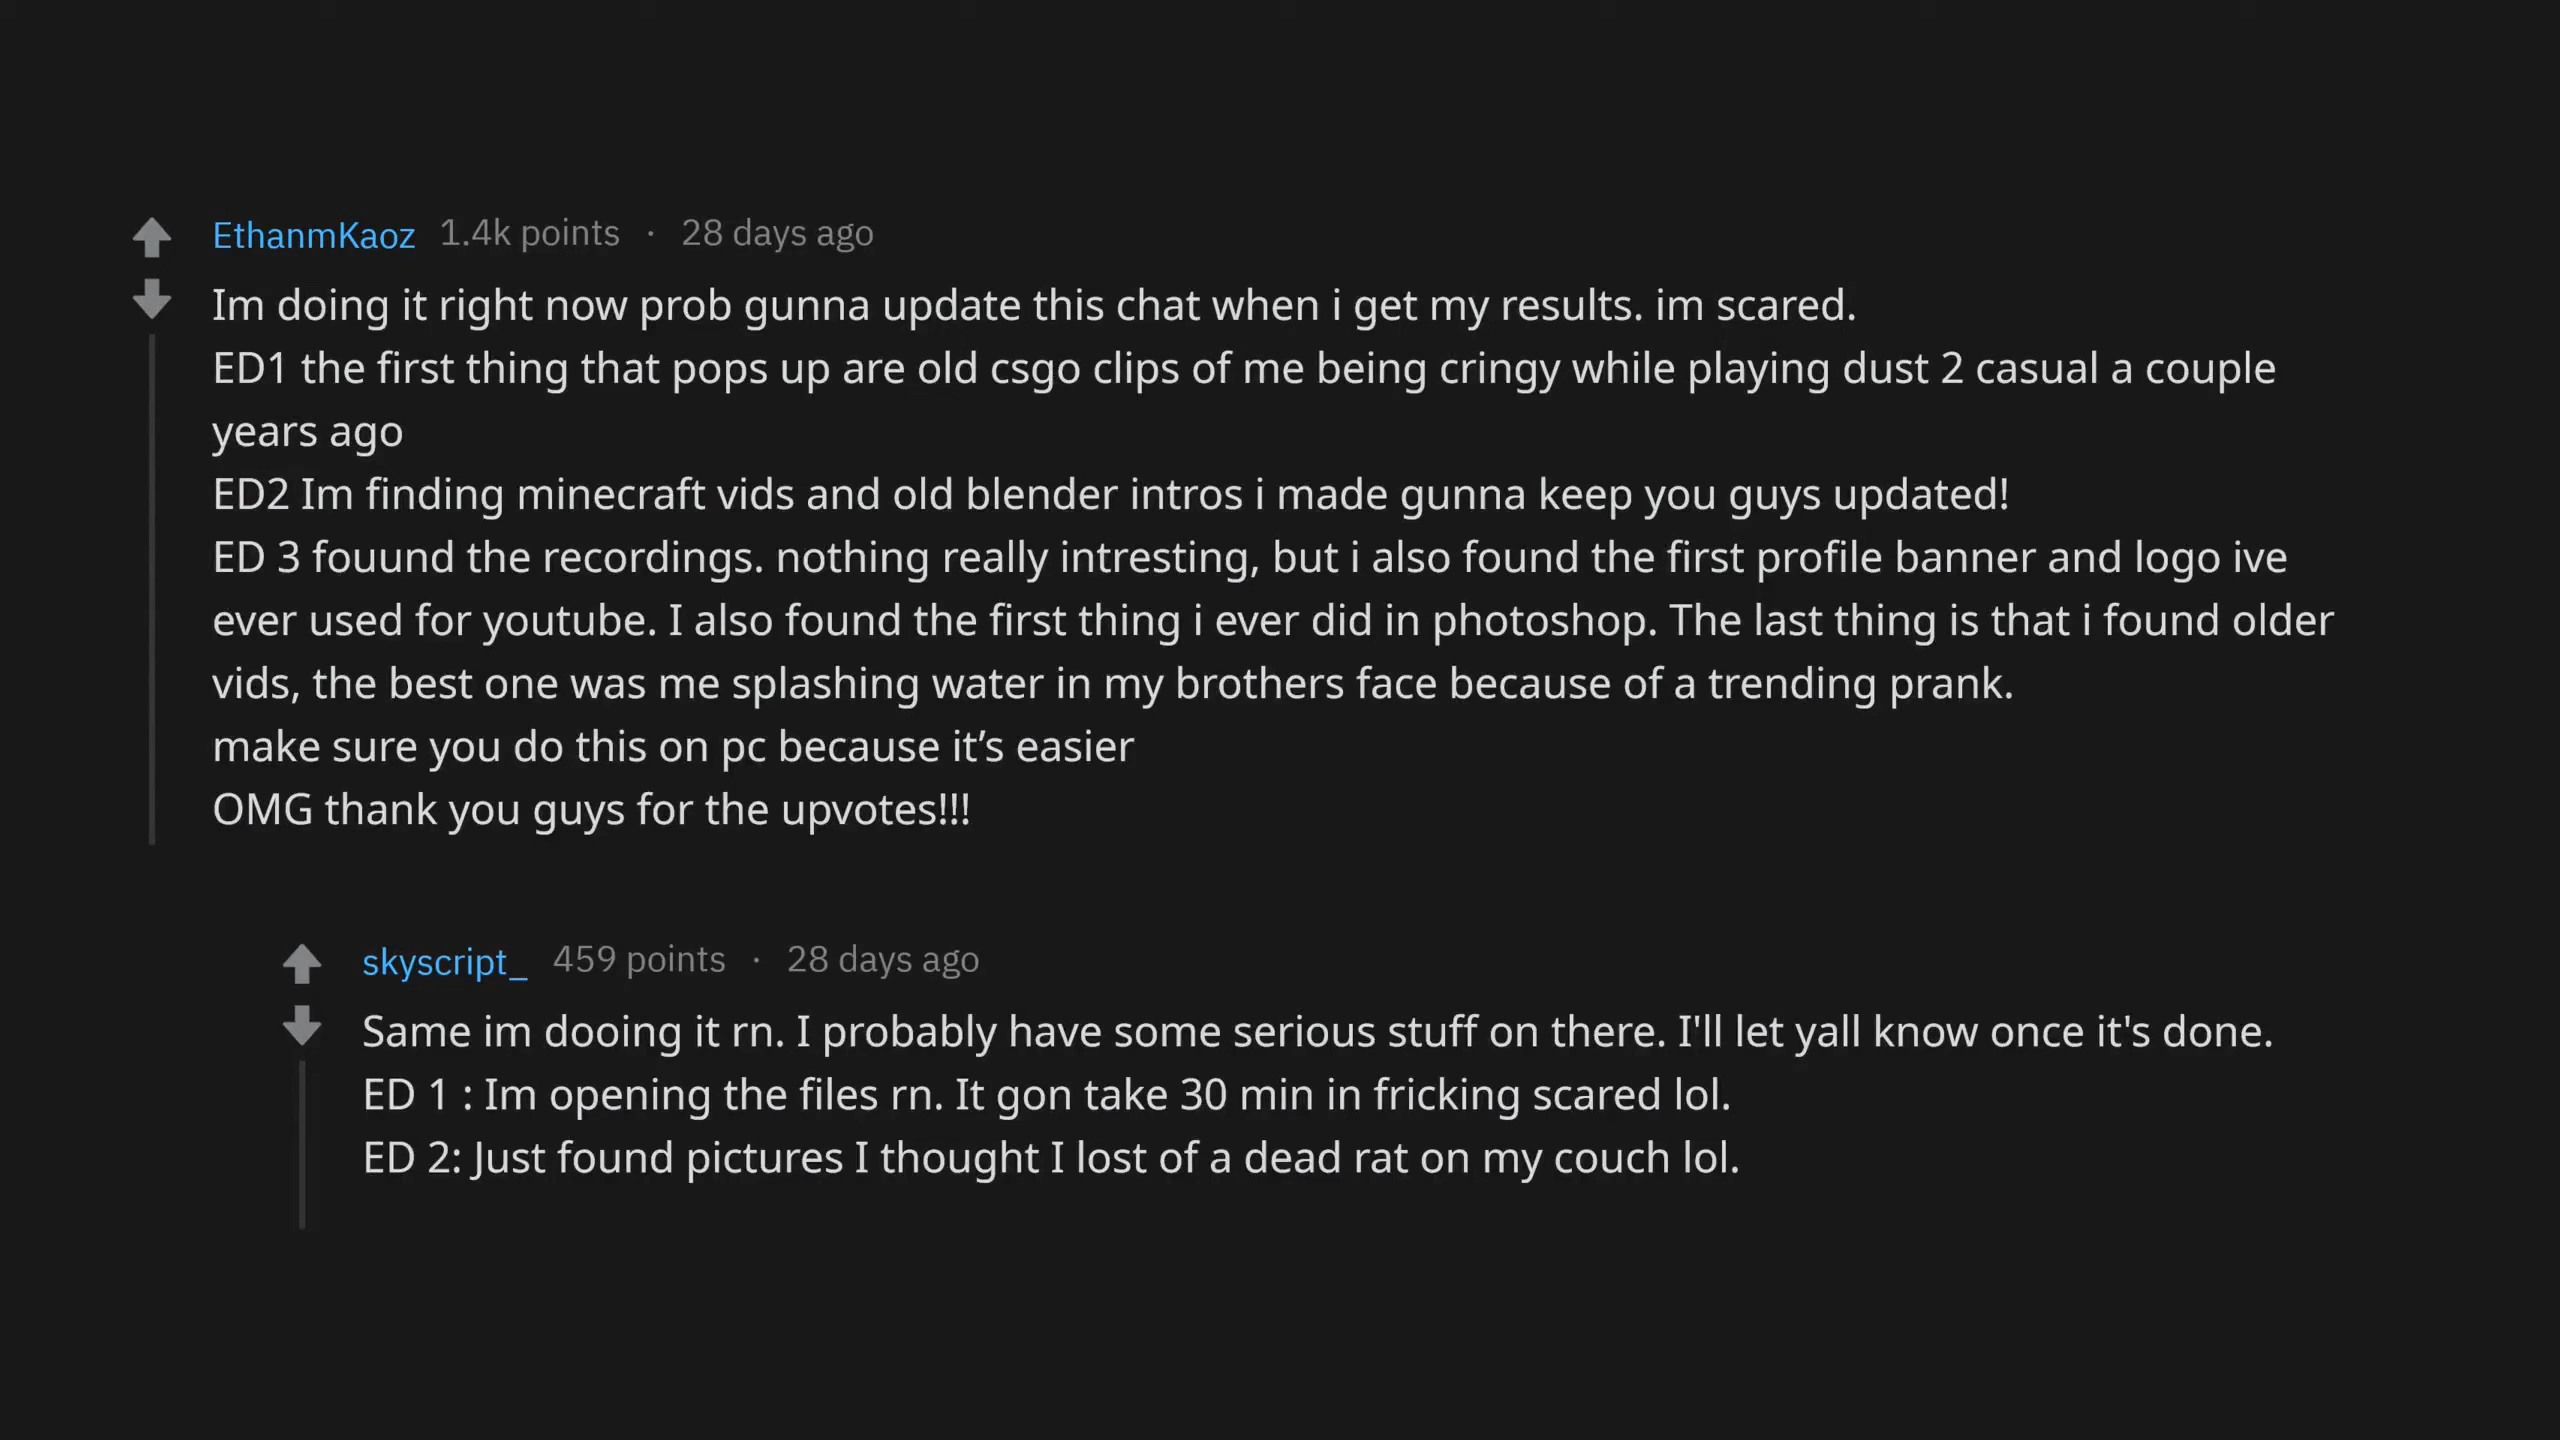 EthanmKaoz 1.4k points · 28 days ago
Im doing it right now prob gunna update this chat when i get my results. im scared.
ED1 the first thing that pops up are old csgo clips of me being cringy while playing dust 2 casual a couple
years ago
ED2 Im finding minecraft vids and old blender intros i made gunna keep you guys updated!
ED 3 fouund the recordings. nothing really intresting, but i also found the first profile banner and logo ive
ever used for youtube. I also found the first thing i ever did in photoshop. The last thing is that i found older
vids, the best one was me splashing water in my brothers face because of a trending prank.
make sure you do this on pc because it’s easier
OMG thank you guys for the upvotes!!!
skyscript_ 459 points · 28 days ago
Same im dooing it rn. I probably have some serious stuff on there. I'll let yall know once it's done.
ED 1 : Im opening the files rn. It gon take 30 min in fricking scared lol.
ED 2: Just found pictures I thought I lost of a dead rat on my couch lol.